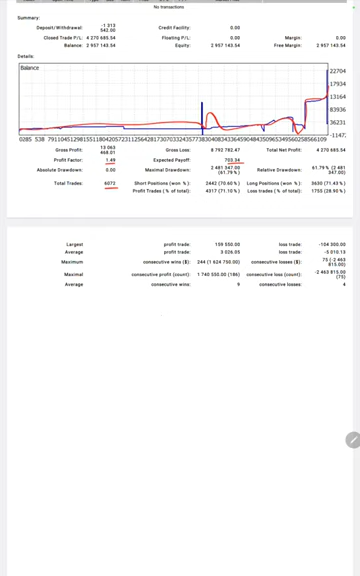 No transactions
Summary:
Deposit/Withdrawal: -1 313 542.00 Credit Facility: 0.00
Closed Trade P/L: 4 270 685.54 Floating P/L: 0.00 Margin: 0.00
Balance: 2 957 143.54 Equity: 2 957 143.54 Free Margin: 2 957 143.54
Details:
Balance
22704
17934
13164
83936
36231
-1147.
Gross Profit: 13 063 468.01 Gross Loss: 8 792 782.47 Total Net Profit: 4 270 685.54
Profit Factor: 1.49 Expected Payoff: 703.34
Absolute Drawdown: 0.00 Maximal Drawdown: 2 481 347.00 (61.79%) Relative Drawdown: 61.79% (2 481 347.00)
Total Trades: 6072 Short Positions (won %): 2442 (70.60%) Long Positions (won %): 3630 (71.43%)
Profit Trades (% of total): 4317 (71.10%) Loss trades (% of total): 1755 (28.90%)
Largest profit trade: 159 550.00 loss trade: -104 300.00
Average profit trade: 3 026.05 loss trade: -5 010.13
Maximum consecutive wins ($): 244 (1 624 750.00) consecutive losses ($): 75 (-2 463 815.00)
Maximal consecutive profit (count): 1 740 550.00 (186) consecutive loss (count): -2 463 815.00 (75)
Average consecutive wins: 9 consecutive losses: 4